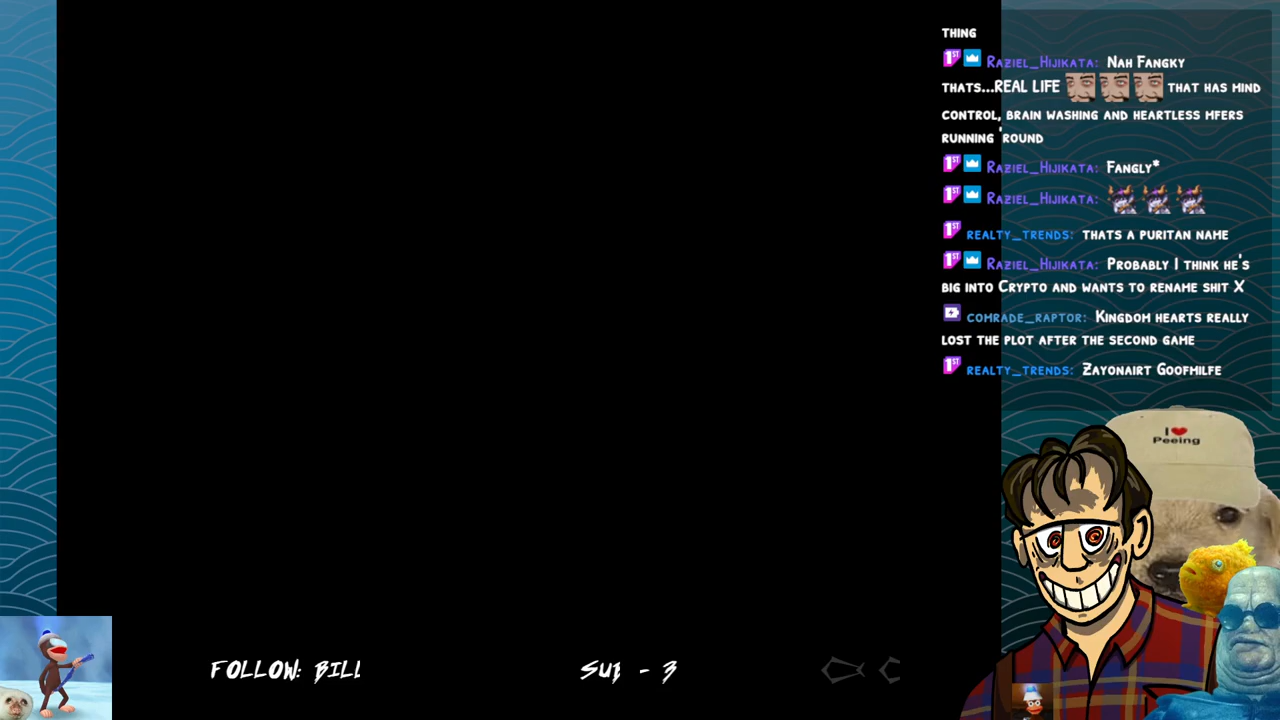 THING
RAZIEL_HIJIKATA: NAH FANGKY
THATS...REAL LIFE THAT HAS MIND
CONTROL, BRAIN WASHING AND HEARTLESS MFERS
RUNNING 'ROUND
RAZIEL_HIJIKATA: FANGLY*
RAZIEL_HIJIKATA:
REALTY_TRENDS: THATS A PURITAN NAME
RAZIEL_HIJIKATA: PROBABLY I THINK HE'S
BIG INTO CRYPTO AND WANTS TO RENAME SHIT X
COMRADE_RAPTOR: KINGDOM HEARTS REALLY
LOST THE PLOT AFTER THE SECOND GAME
REALTY_TRENDS: ZAYONAIRT GOOFMILFE
I ❤ Peeing
FOLLOW: BILL
SUB - 3